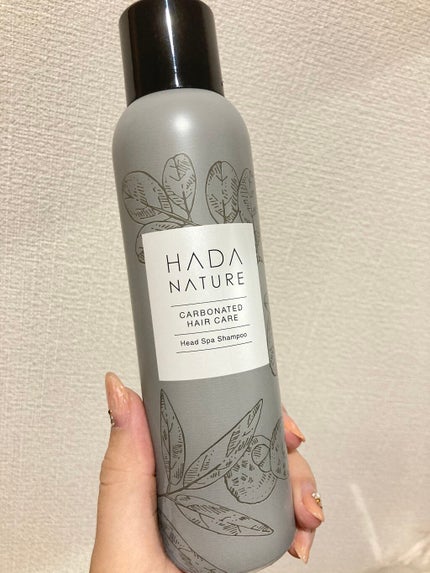 HADA
NATURE
CARBONATED
HAIR CARE
Head Spa Shampoo